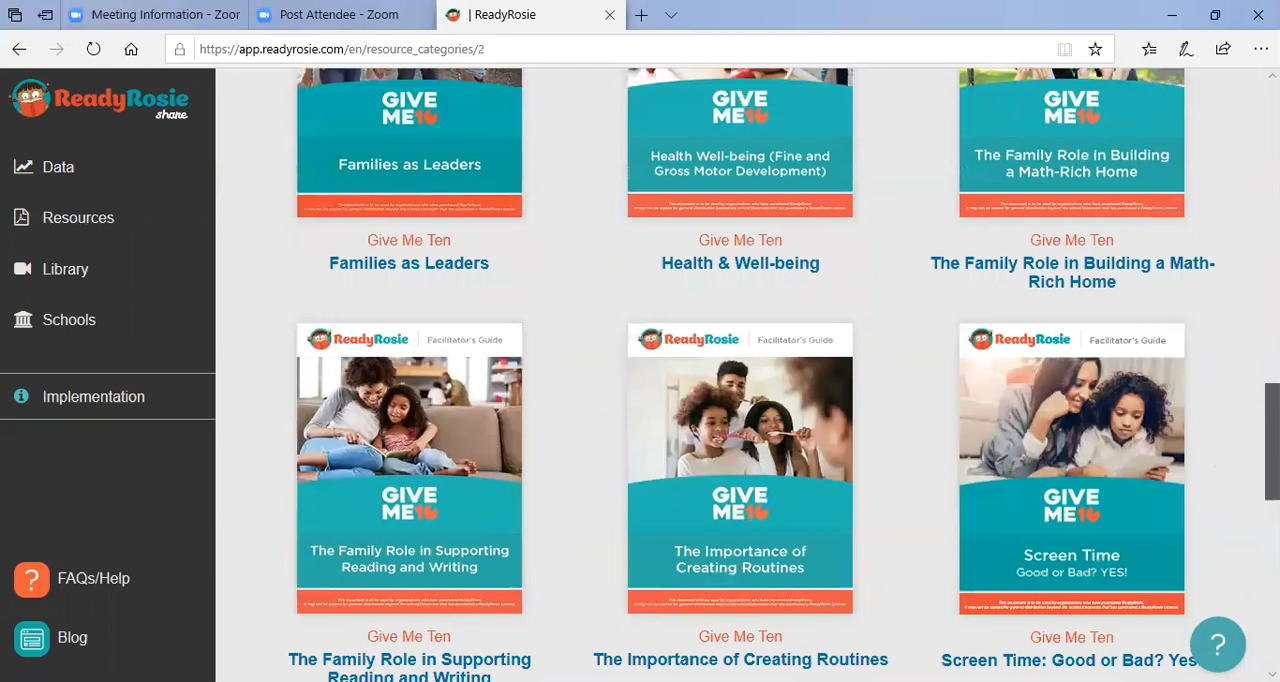 Meeting Information - Zoor
Post Attendee - Zoom
| ReadyRosie
https://app.readyrosie.com/en/resource_categories/2
ReadyRosie
share
Data
Resources
Library
Schools
Implementation
FAQs/Help
Blog
GIVE
ME10
Families as Leaders
Give Me Ten
Families as Leaders
GIVE
ME10
Health Well-being (Fine and
Gross Motor Development)
Give Me Ten
Health & Well-being
GIVE
ME10
The Family Role in Building
a Math-Rich Home
Give Me Ten
The Family Role in Building a Math-
Rich Home
ReadyRosie | Facilitator's Guide
GIVE
ME10
The Family Role in Supporting
Reading and Writing
Give Me Ten
The Family Role in Supporting
Reading and Writing
ReadyRosie | Facilitator's Guide
GIVE
ME10
The Importance of
Creating Routines
Give Me Ten
The Importance of Creating Routines
ReadyRosie | Facilitator's Guide
GIVE
ME10
Screen Time
Good or Bad? YES!
Give Me Ten
Screen Time: Good or Bad? Yes
?
?